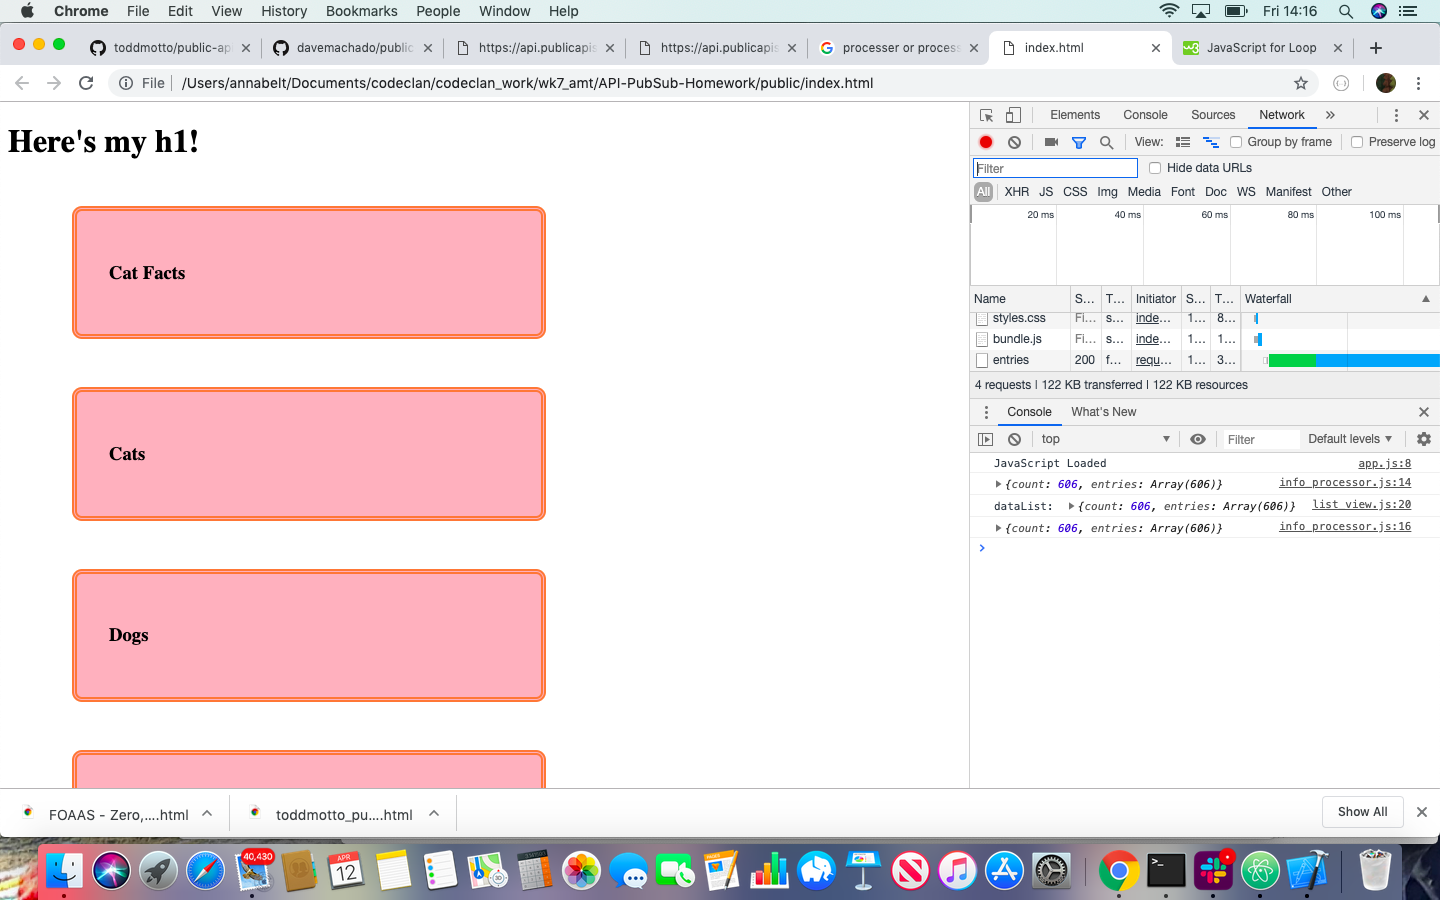 Chrome File Edit View History Bookmarks People Window Help Fri 14:16
toddmotto/public-ap davemachado/public https://api.publicapis https://api.publicapis processer or process index.html JavaScript for Loop
File /Users/annabelt/Documents/codeclan/codeclan_work/wk7_amt/API-PubSub-Homework/public/index.html
Here's my h1!
Cat Facts
Cats
Dogs
Elements Console Sources Network
View: Group by frame Preserve log
Filter Hide data URLs
All XHR JS CSS Img Media Font Doc WS Manifest Other
20 ms 40 ms 60 ms 80 ms 100 ms
Name S... T... Initiator S... T... Waterfall
styles.css Fi... s... inde... 1... 8...
bundle.js Fi... s... inde... 1... 1...
entries 200 f... requ... 1... 3...
4 requests | 122 KB transferred | 122 KB resources
Console What's New
top Filter Default levels
JavaScript Loaded app.js:8
{count: 606, entries: Array(606)} info_processor.js:14
dataList: {count: 606, entries: Array(606)} list_view.js:20
{count: 606, entries: Array(606)} info_processor.js:16
FOAAS - Zero,....html toddmotto_pu....html Show All
40,430
APR
12